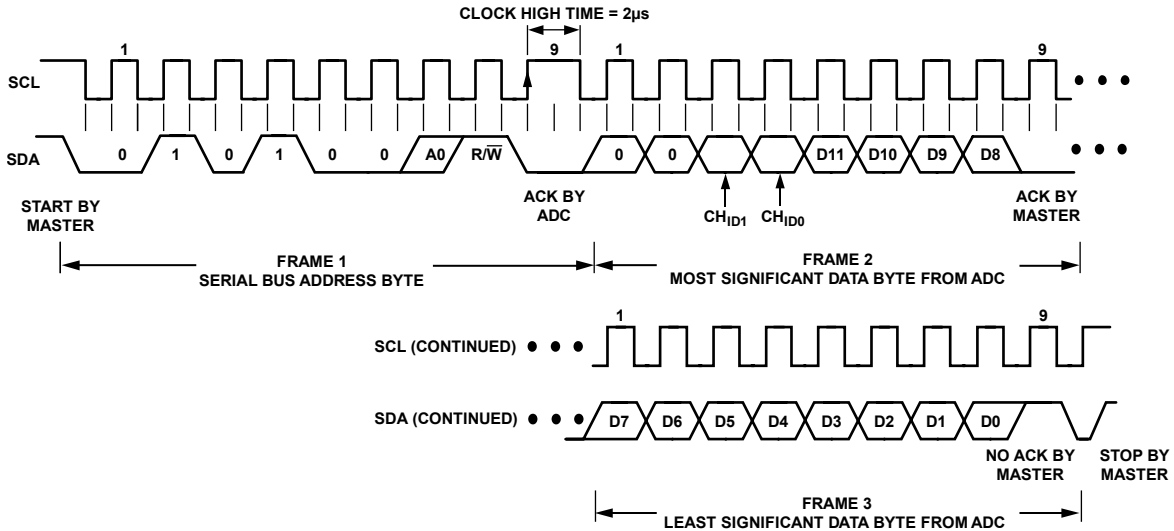 CLOCK HIGH TIME = 2µs
1 9 1 9
SCL
SDA 0 1 0 1 0 0 A0 R/W̅ 0 0 D11 D10 D9 D8
START BY
MASTER
ACK BY
ADC
CH_ID1
CH_ID0
ACK BY
MASTER
FRAME 1
SERIAL BUS ADDRESS BYTE
FRAME 2
MOST SIGNIFICANT DATA BYTE FROM ADC
1 9
SCL (CONTINUED)
SDA (CONTINUED) D7 D6 D5 D4 D3 D2 D1 D0
NO ACK BY
MASTER
STOP BY
MASTER
FRAME 3
LEAST SIGNIFICANT DATA BYTE FROM ADC